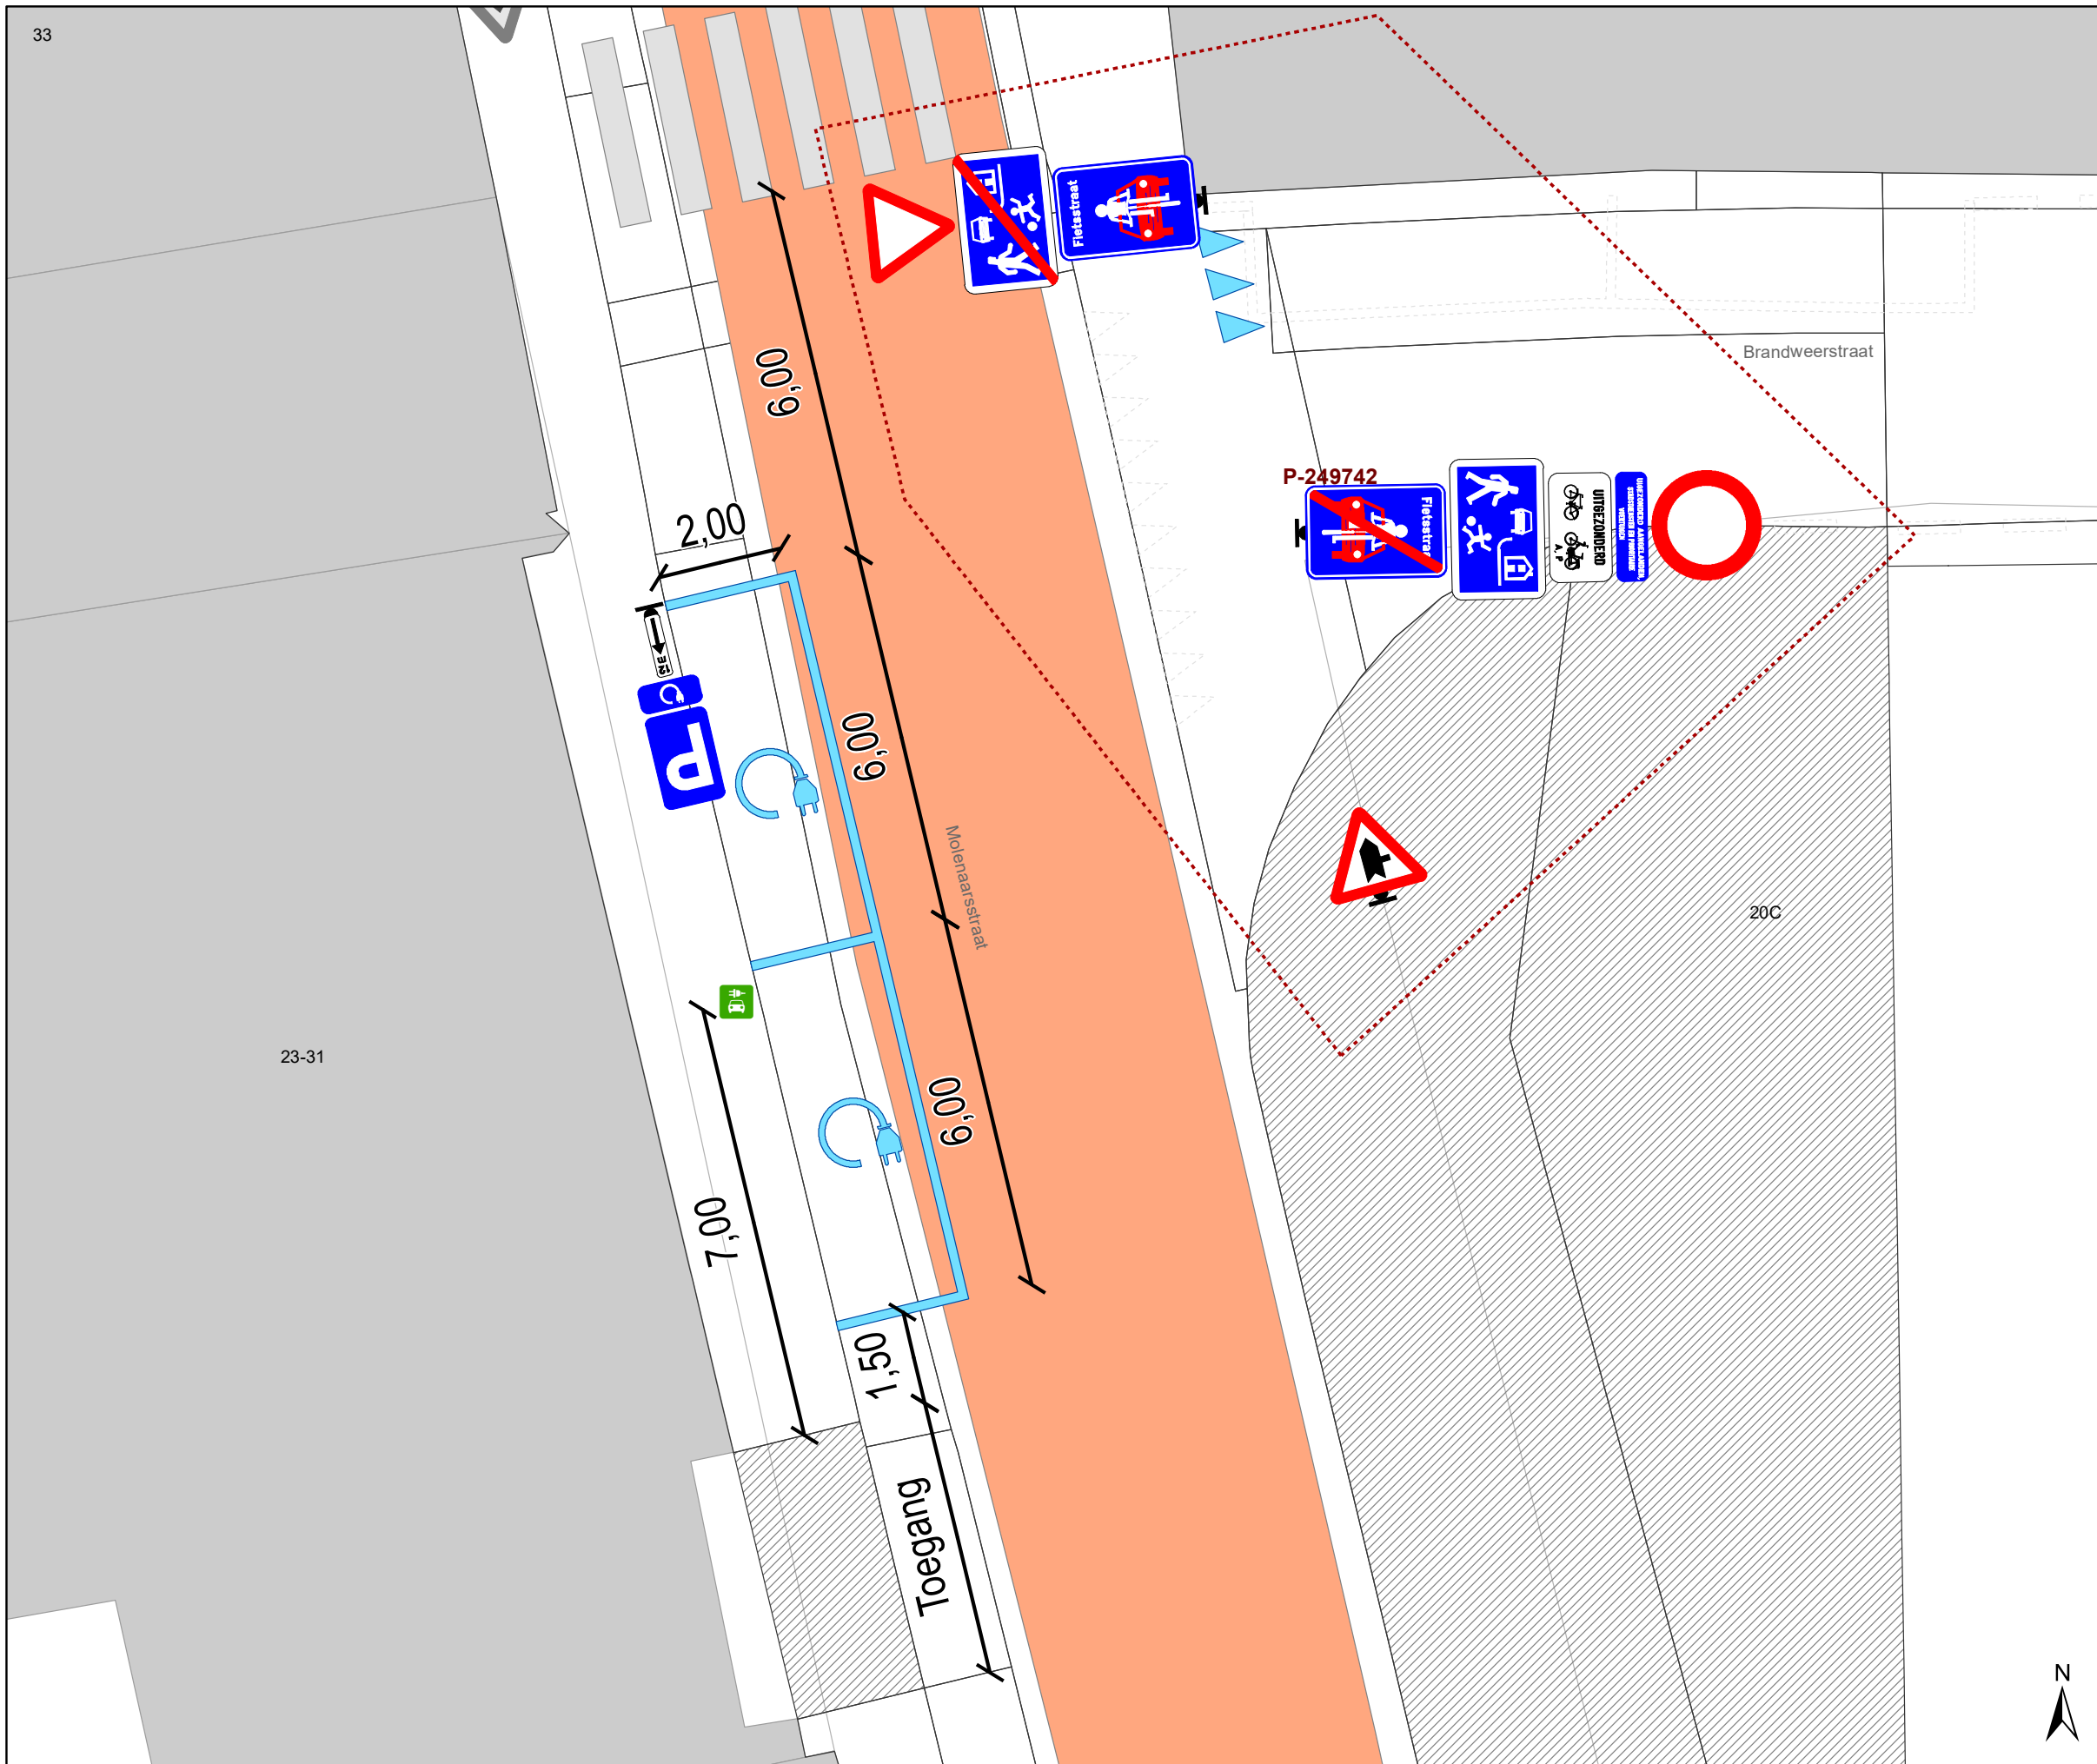 33
Fietsstraat
6,00
Brandweerstraat
P-249742
Fietsstraat
UITGEZONDERD
A P
2,00
P
6,00
Molenaarsstraat
20C
23-31
6,00
7,00
1,50
Toegang
N